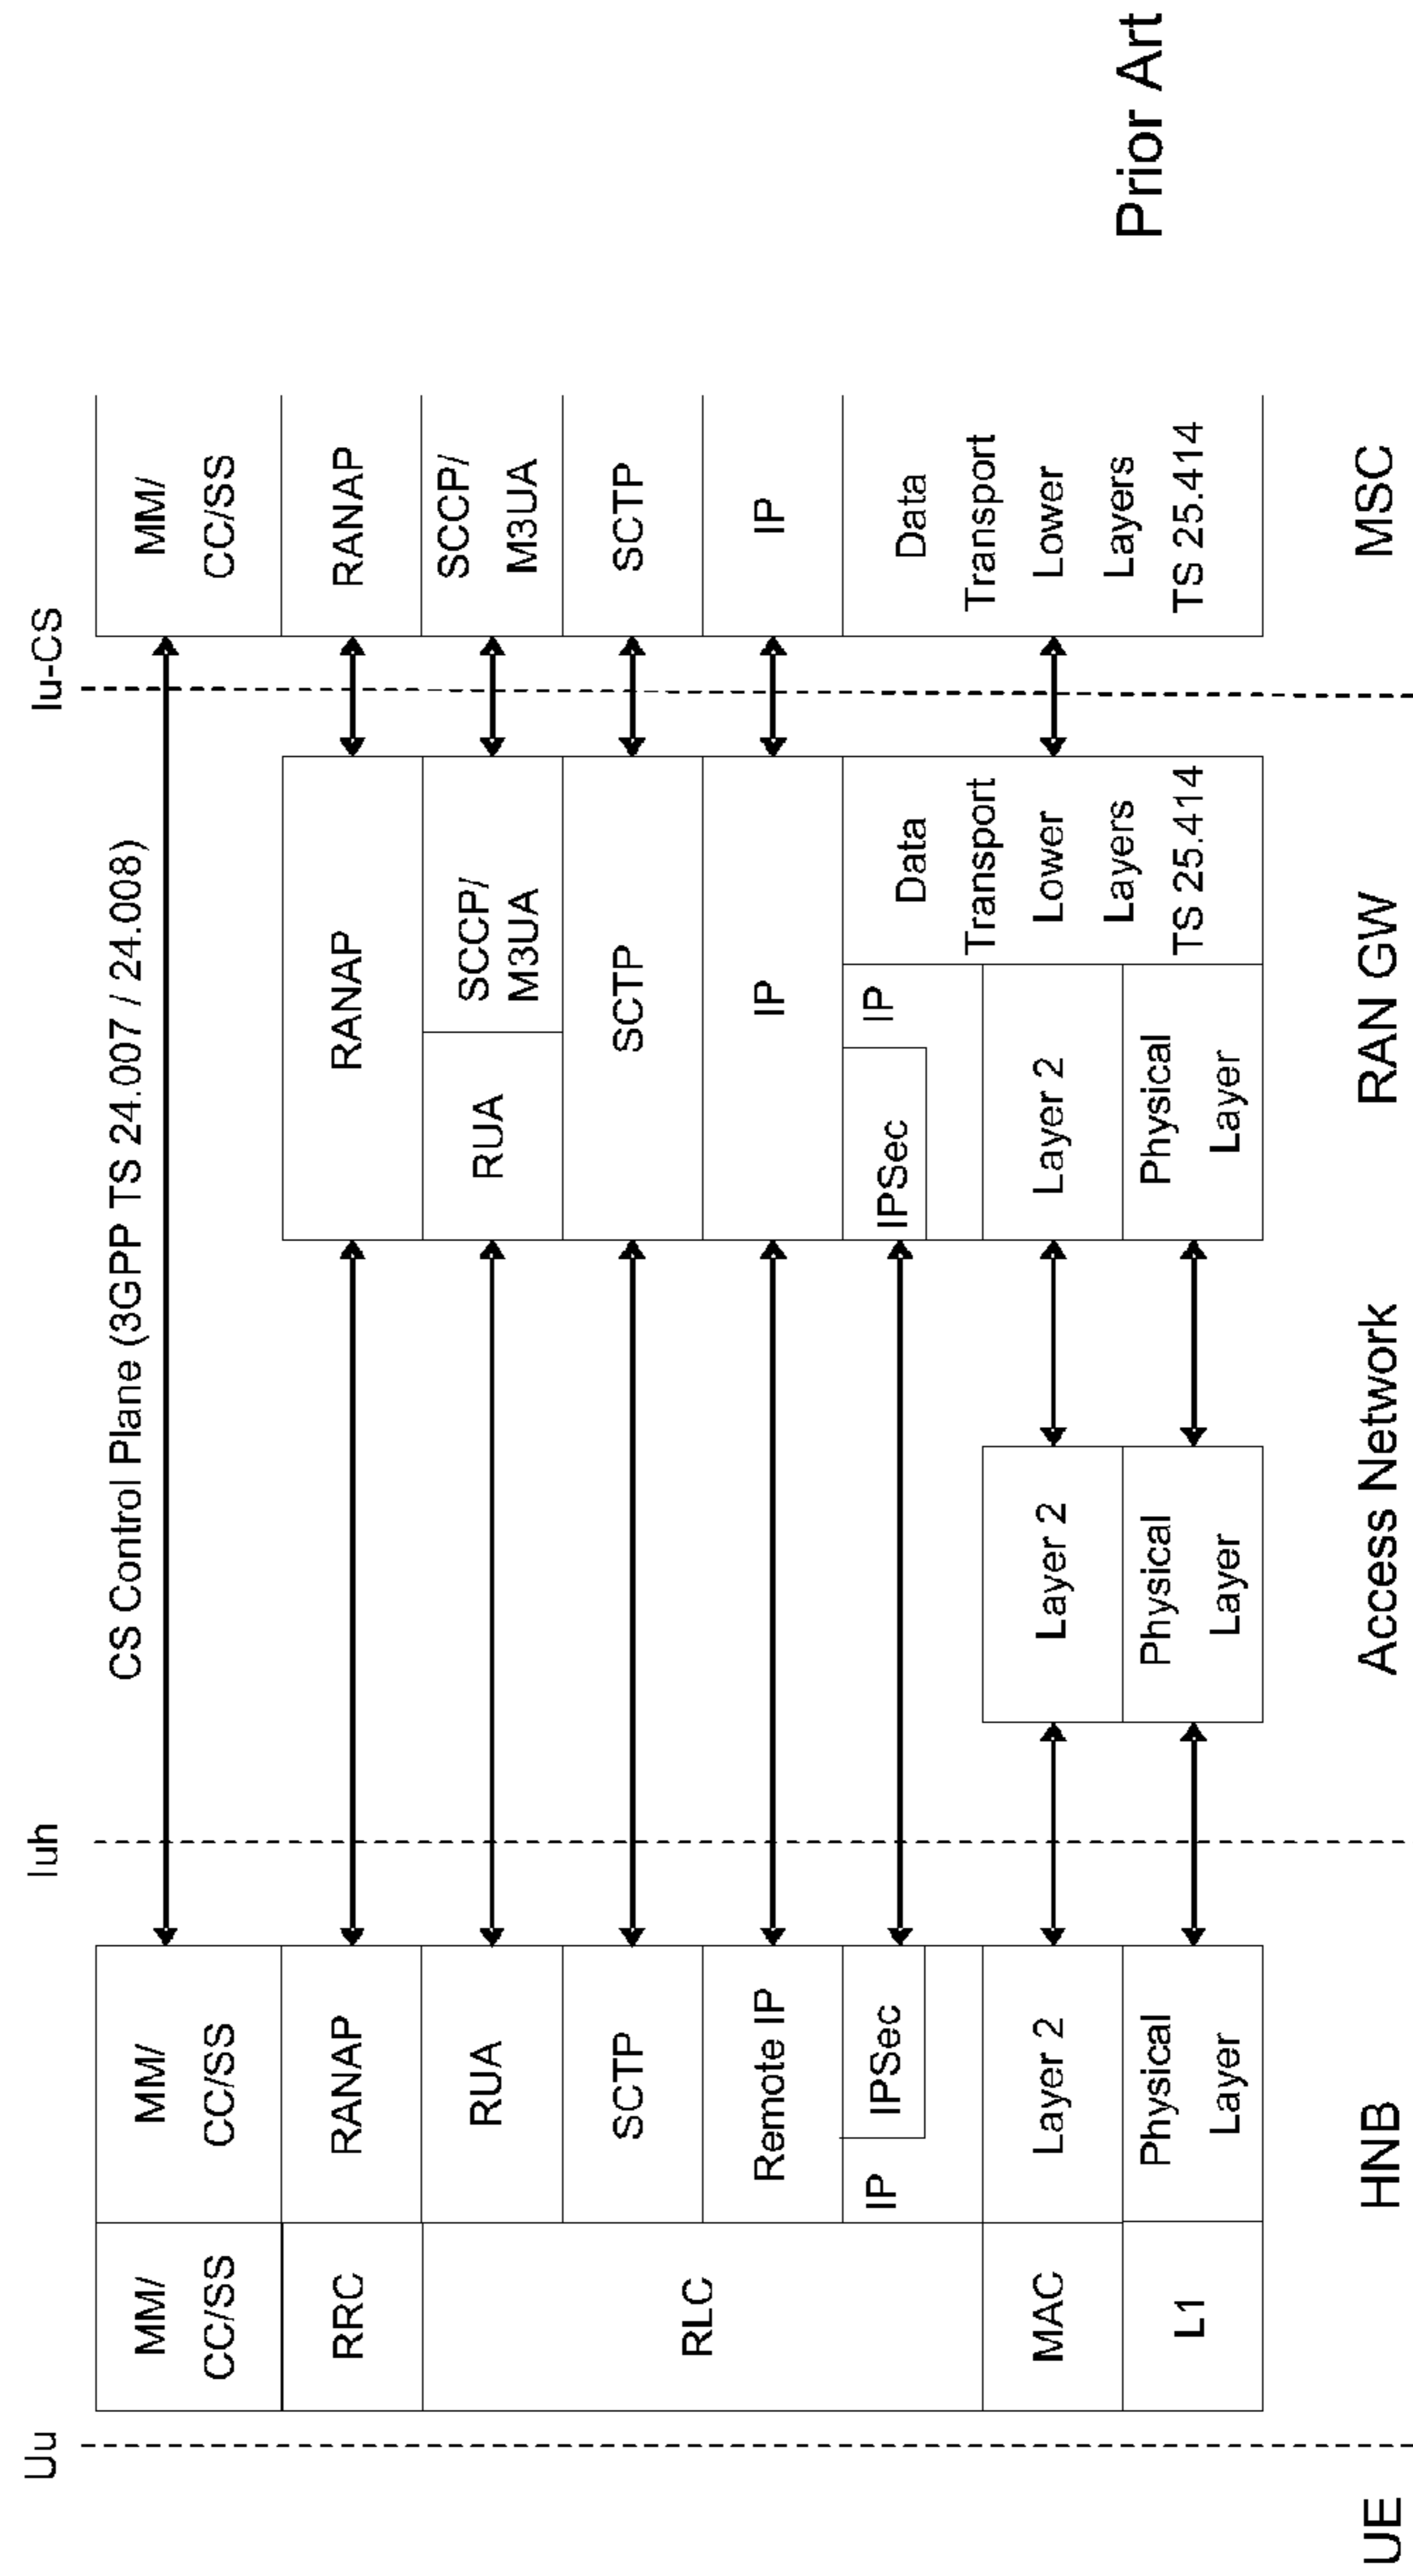 Uu
Iuh
Iu-CS
CS Control Plane (3GPP TS 24.007 / 24.008)
MM/
CC/SS
RRC
RLC
MAC
L1
MM/
CC/SS
RANAP
RUA
SCTP
Remote IP
IP
IPSec
Layer 2
Physical
Layer
Layer 2
Physical
Layer
RANAP
RUA
SCCP/
M3UA
SCTP
IP
IPSec
IP
Layer 2
Physical
Layer
Data
Transport
Lower
Layers
TS 25.414
MM/
CC/SS
RANAP
SCCP/
M3UA
SCTP
IP
Data
Transport
Lower
Layers
TS 25.414
Prior Art
UE
HNB
Access Network
RAN GW
MSC